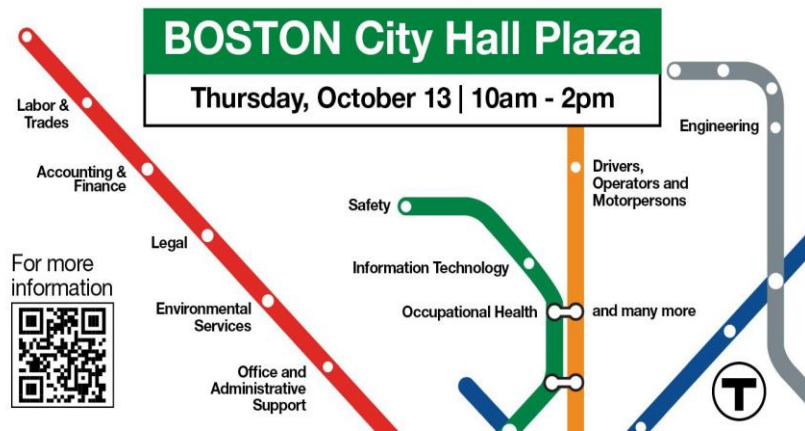 BOSTON City Hall Plaza
Thursday, October 13 | 10am - 2pm
Labor &
Trades
Accounting &
Finance
Legal
Environmental
Services
Office and
Administrative
Support
For more
information
Safety
Information Technology
Occupational Health
Drivers,
Operators and
Motorpersons
and many more
Engineering
T